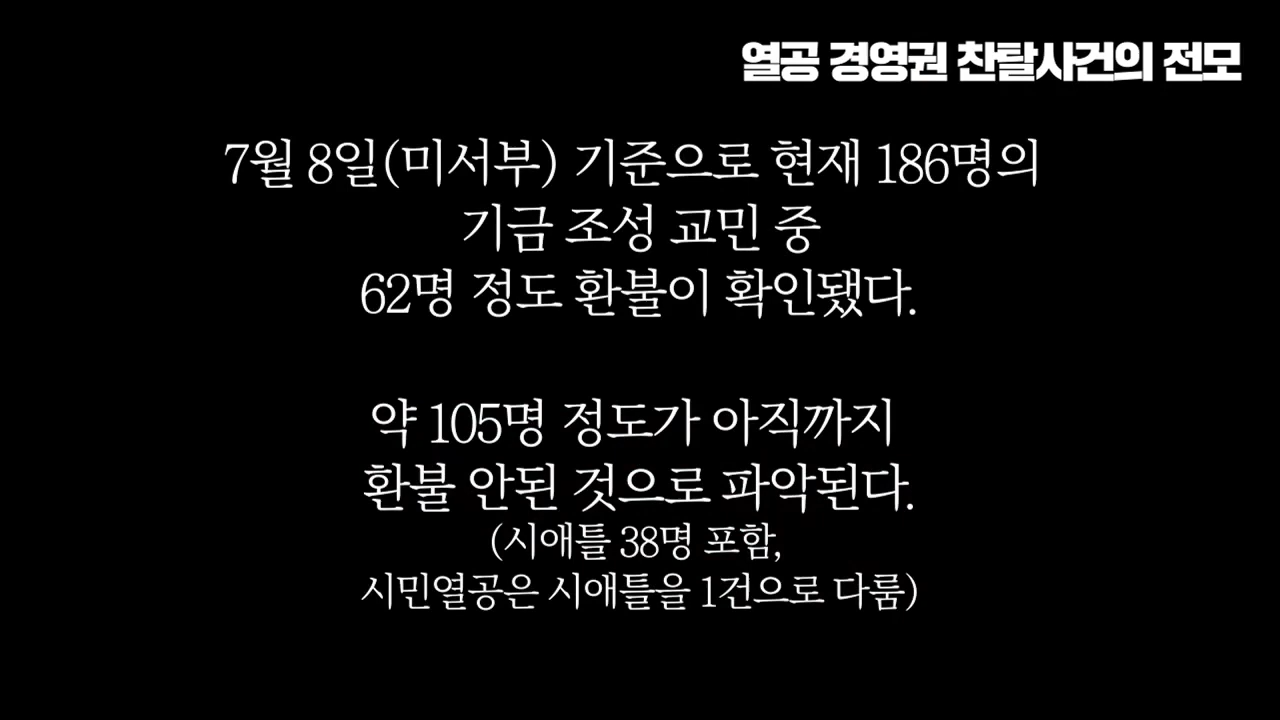 열공 경영권 찬탈사건의 전모
7월 8일(미서부) 기준으로 현재 186명의
기금 조성 교민 중
62명 정도 환불이 확인됐다.
약 105명 정도가 아직까지
환불 안된 것으로 파악된다.
(시애틀 38명 포함,
시민열공은 시애틀을 1건으로 다룸)